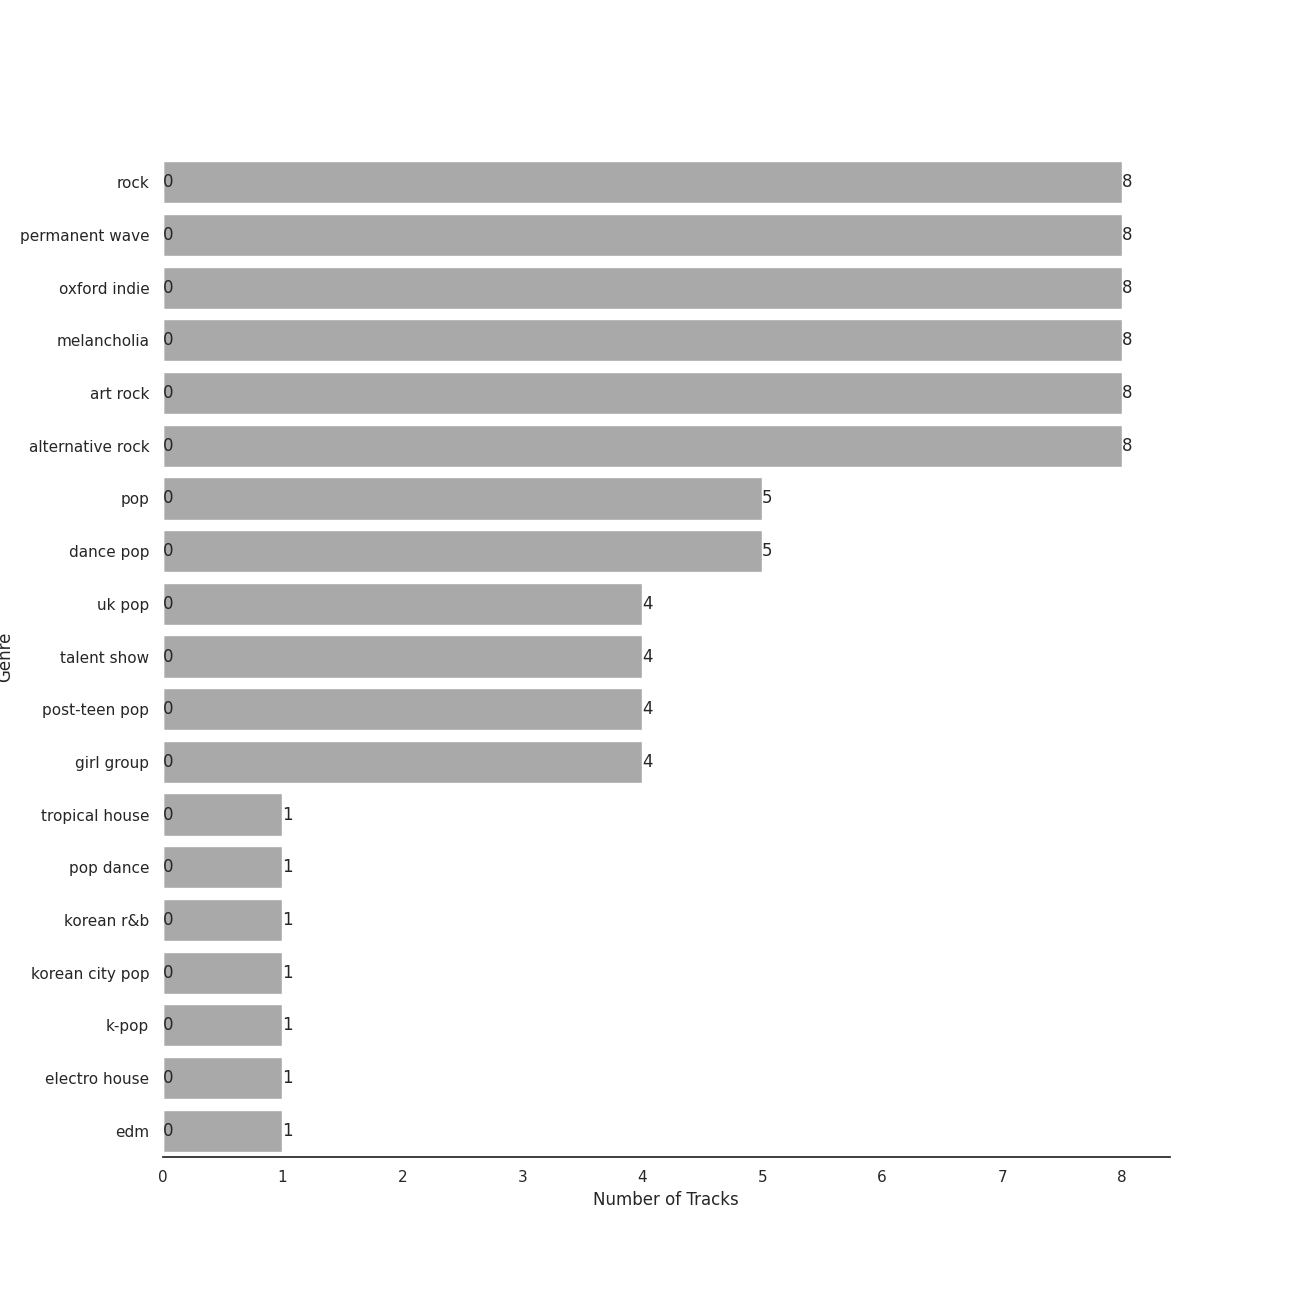 rock 0 8
permanent wave 0 8
oxford indie 0 8
melancholia 0 8
art rock 0 8
alternative rock 0 8
pop 0 5
dance pop 0 5
uk pop 0 4
talent show 0 4
post-teen pop 0 4
girl group 0 4
tropical house 0 1
pop dance 0 1
korean r&b 0 1
korean city pop 0 1
k-pop 0 1
electro house 0 1
edm 0 1
0 1 2 3 4 5 6 7 8
Number of Tracks
Genre